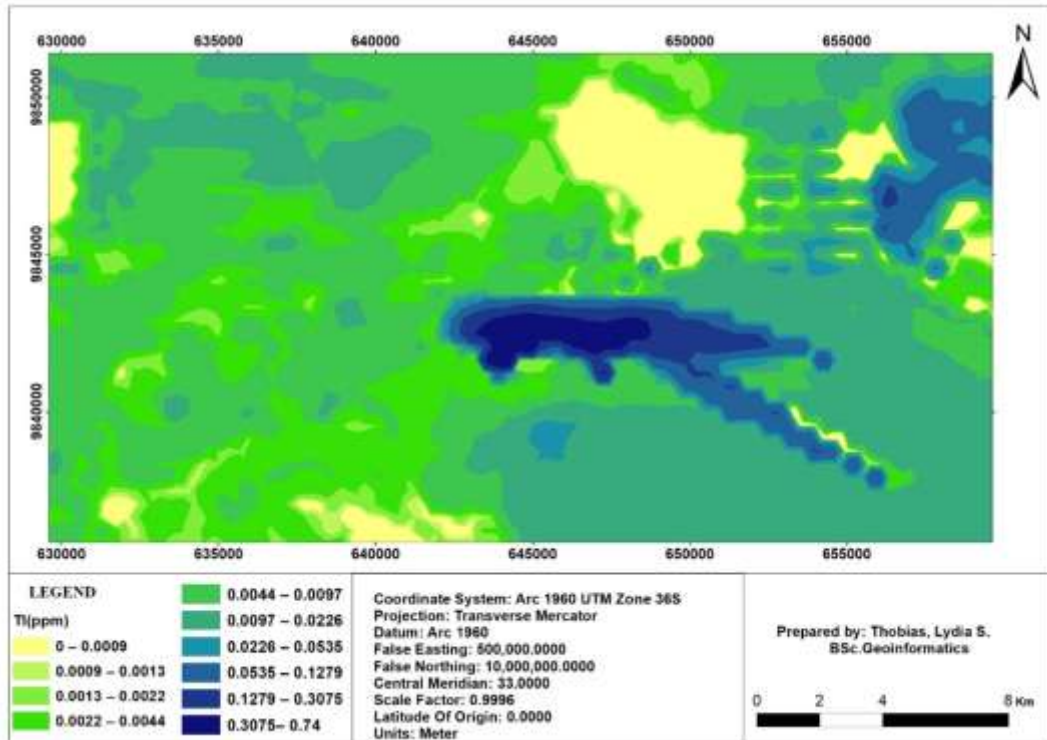 630000 635000 640000 645000 650000 655000
N
9850000
9850000
9845000
9845000
9840000
9840000
630000 635000 640000 645000 650000 655000
LEGEND
Tl(ppm)
0 – 0.0009
0.0009 – 0.0013
0.0013 – 0.0022
0.0022 – 0.0044
0.0044 – 0.0097
0.0097 – 0.0226
0.0226 – 0.0535
0.0535 – 0.1279
0.1279 – 0.3075
0.3075– 0.74
Coordinate System: Arc 1960 UTM Zone 36S
Projection: Transverse Mercator
Datum: Arc 1960
False Easting: 500,000.0000
False Northing: 10,000,000.0000
Central Meridian: 33.0000
Scale Factor: 0.9996
Latitude Of Origin: 0.0000
Units: Meter
Prepared by: Thobias, Lydia S.
BSc.Geoinformatics
0 2 4 8 Km